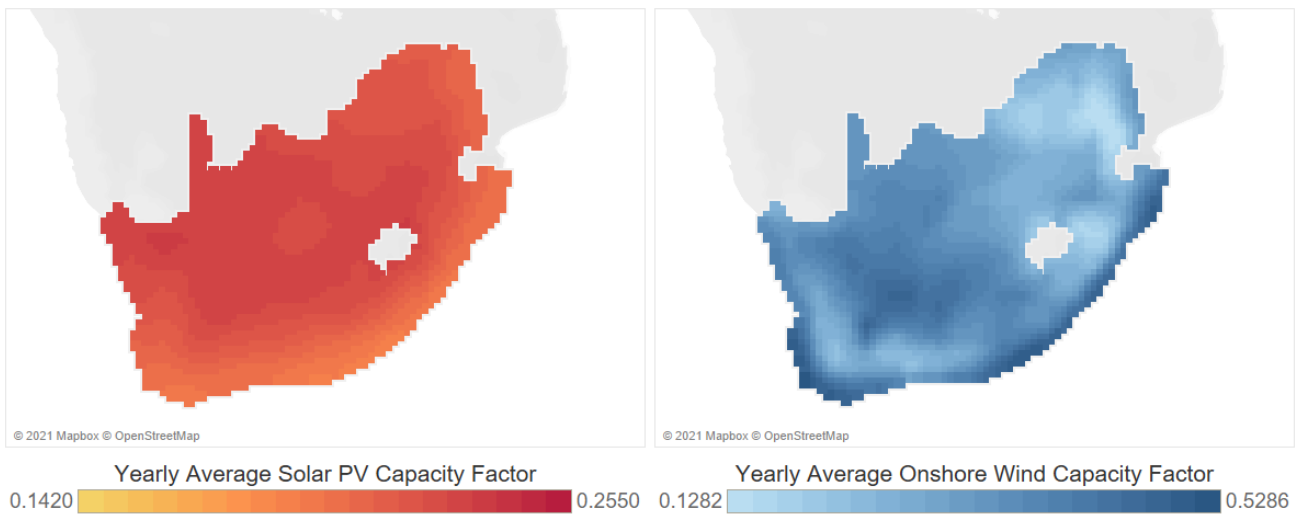 © 2021 Mapbox © OpenStreetMap
© 2021 Mapbox © OpenStreetMap
Yearly Average Solar PV Capacity Factor
0.1420 0.2550
Yearly Average Onshore Wind Capacity Factor
0.1282 0.5286